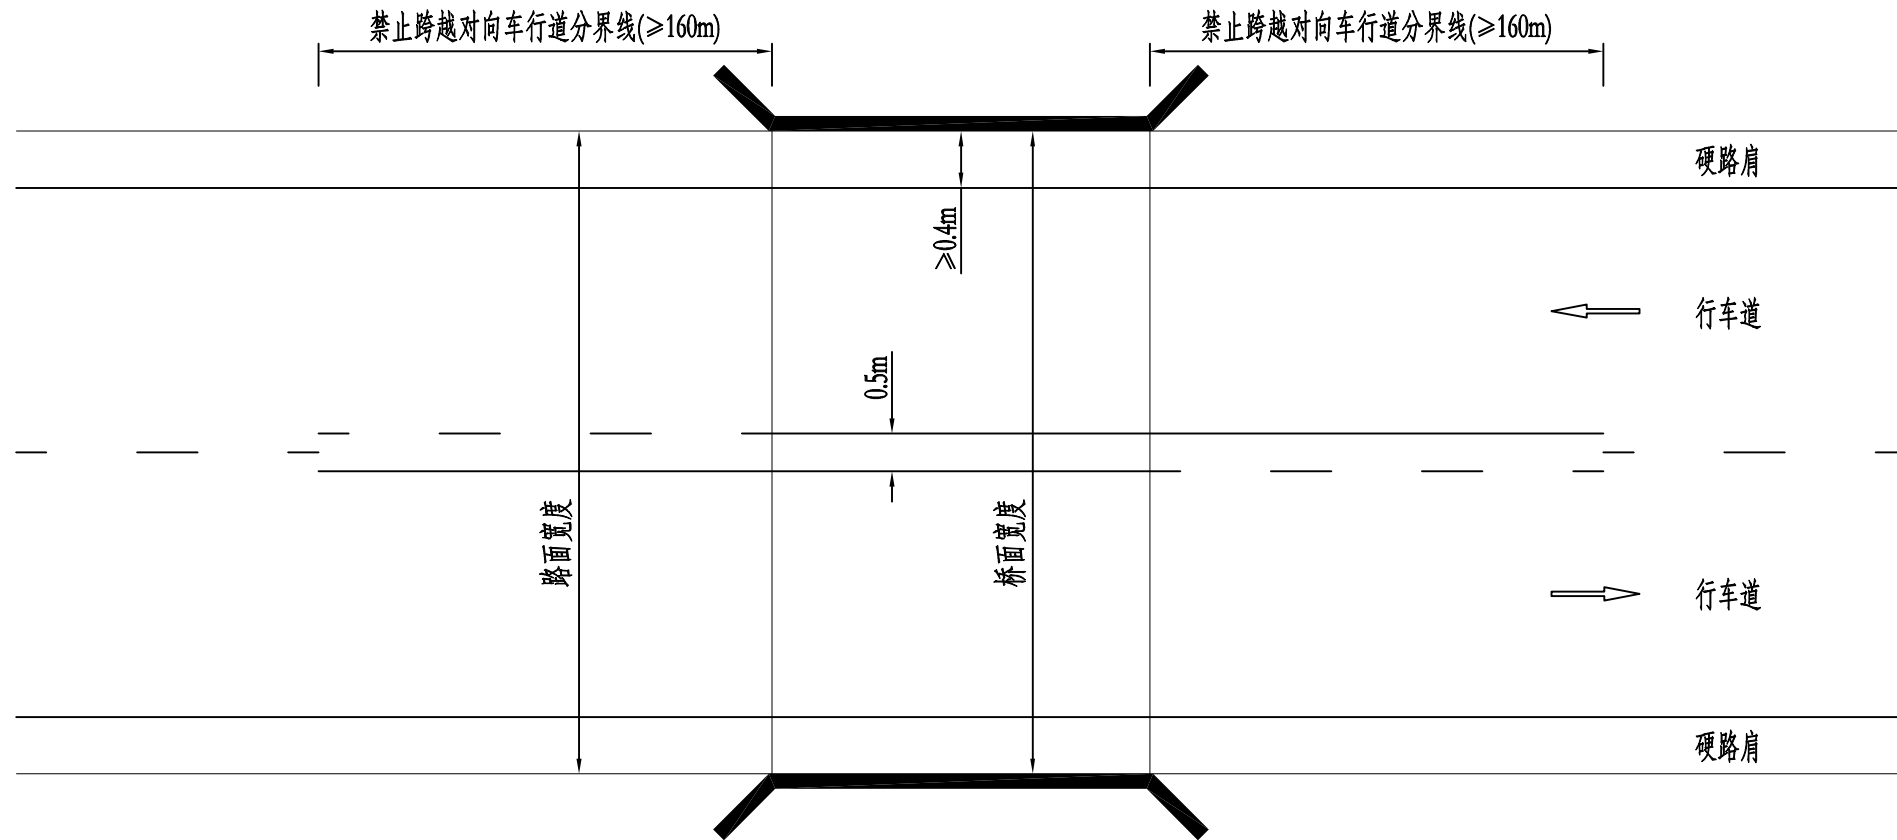 禁止跨越对向车行道分界线(≥160m)
禁止跨越对向车行道分界线(≥160m)
硬路肩
≥0.4m
行车道
0.5m
路面宽度
桥面宽度
行车道
硬路肩